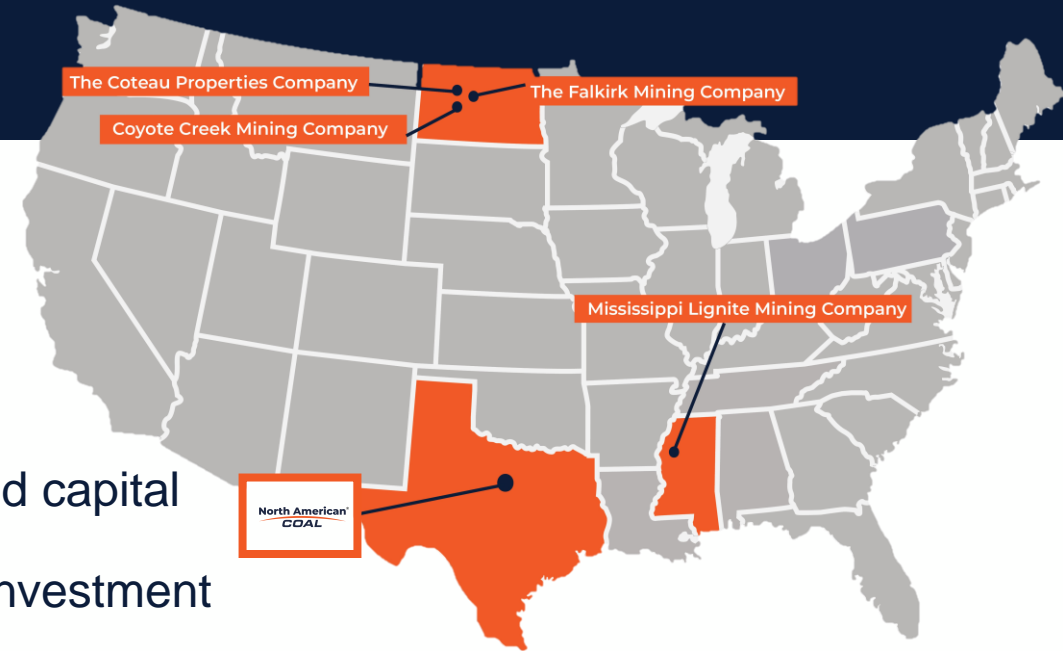 The Coteau Properties Company
The Falkirk Mining Company
Coyote Creek Mining Company
Mississippi Lignite Mining Company
d capital
North American®
COAL
nvestment